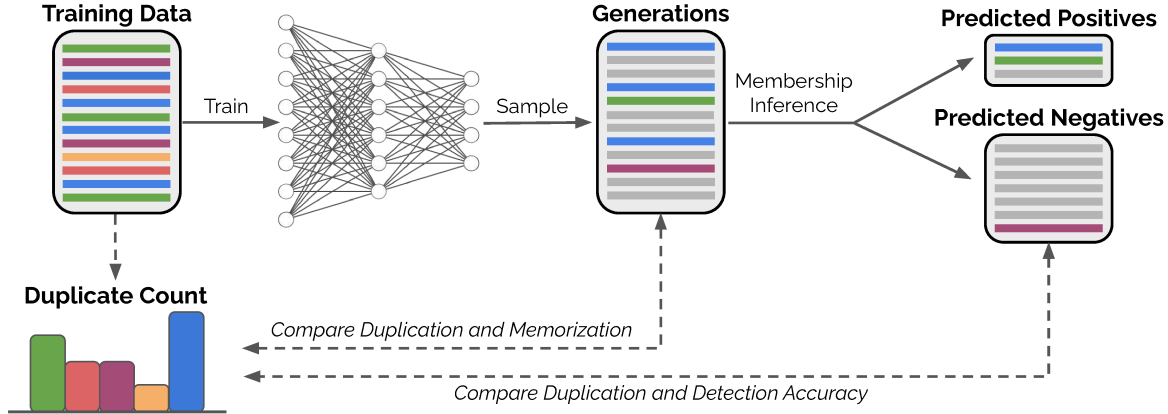 Training Data
Generations
Predicted Positives
Train
Sample
Membership
Inference
Predicted Negatives
Duplicate Count
Compare Duplication and Memorization
Compare Duplication and Detection Accuracy